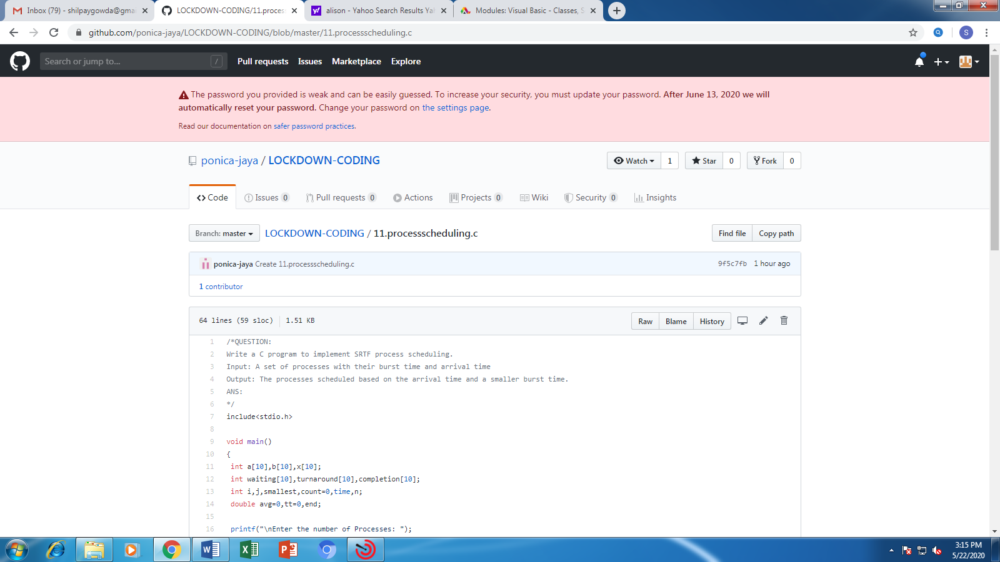 Inbox (79) - shilpaygowda@gma
LOCKDOWN-CODING/11.process
alison - Yahoo Search Results Ya
Modules: Visual Basic - Classes, S
github.com/ponica-jaya/LOCKDOWN-CODING/blob/master/11.processscheduling.c
S
Search or jump to...
/
Pull requests
Issues
Marketplace
Explore
The password you provided is weak and can be easily guessed. To increase your security, you must update your password. After June 13, 2020 we will
automatically reset your password. Change your password on the settings page.
Read our documentation on safer password practices.
ponica-jaya / LOCKDOWN-CODING
Watch 1
Star 0
Fork 0
Code
Issues 0
Pull requests 0
Actions
Projects 0
Wiki
Security 0
Insights
Branch: master
LOCKDOWN-CODING / 11.processscheduling.c
Find file
Copy path
ponica-jaya Create 11.processscheduling.c
9f5c7fb 1 hour ago
1 contributor
64 lines (59 sloc) 1.51 KB
Raw
Blame
History
1 /*QUESTION:
2 Write a C program to implement SRTF process scheduling.
3 Input: A set of processes with their burst time and arrival time
4 Output: The processes scheduled based on the arrival time and a smaller burst time.
5 ANS:
6 */
7 include<stdio.h>
8
9 void main()
10 {
11 int a[10],b[10],x[10];
12 int waiting[10],turnaround[10],completion[10];
13 int i,j,smallest,count=0,time,n;
14 double avg=0,tt=0,end;
15
16 printf("\nEnter the number of Processes: ");
3:15 PM
5/22/2020